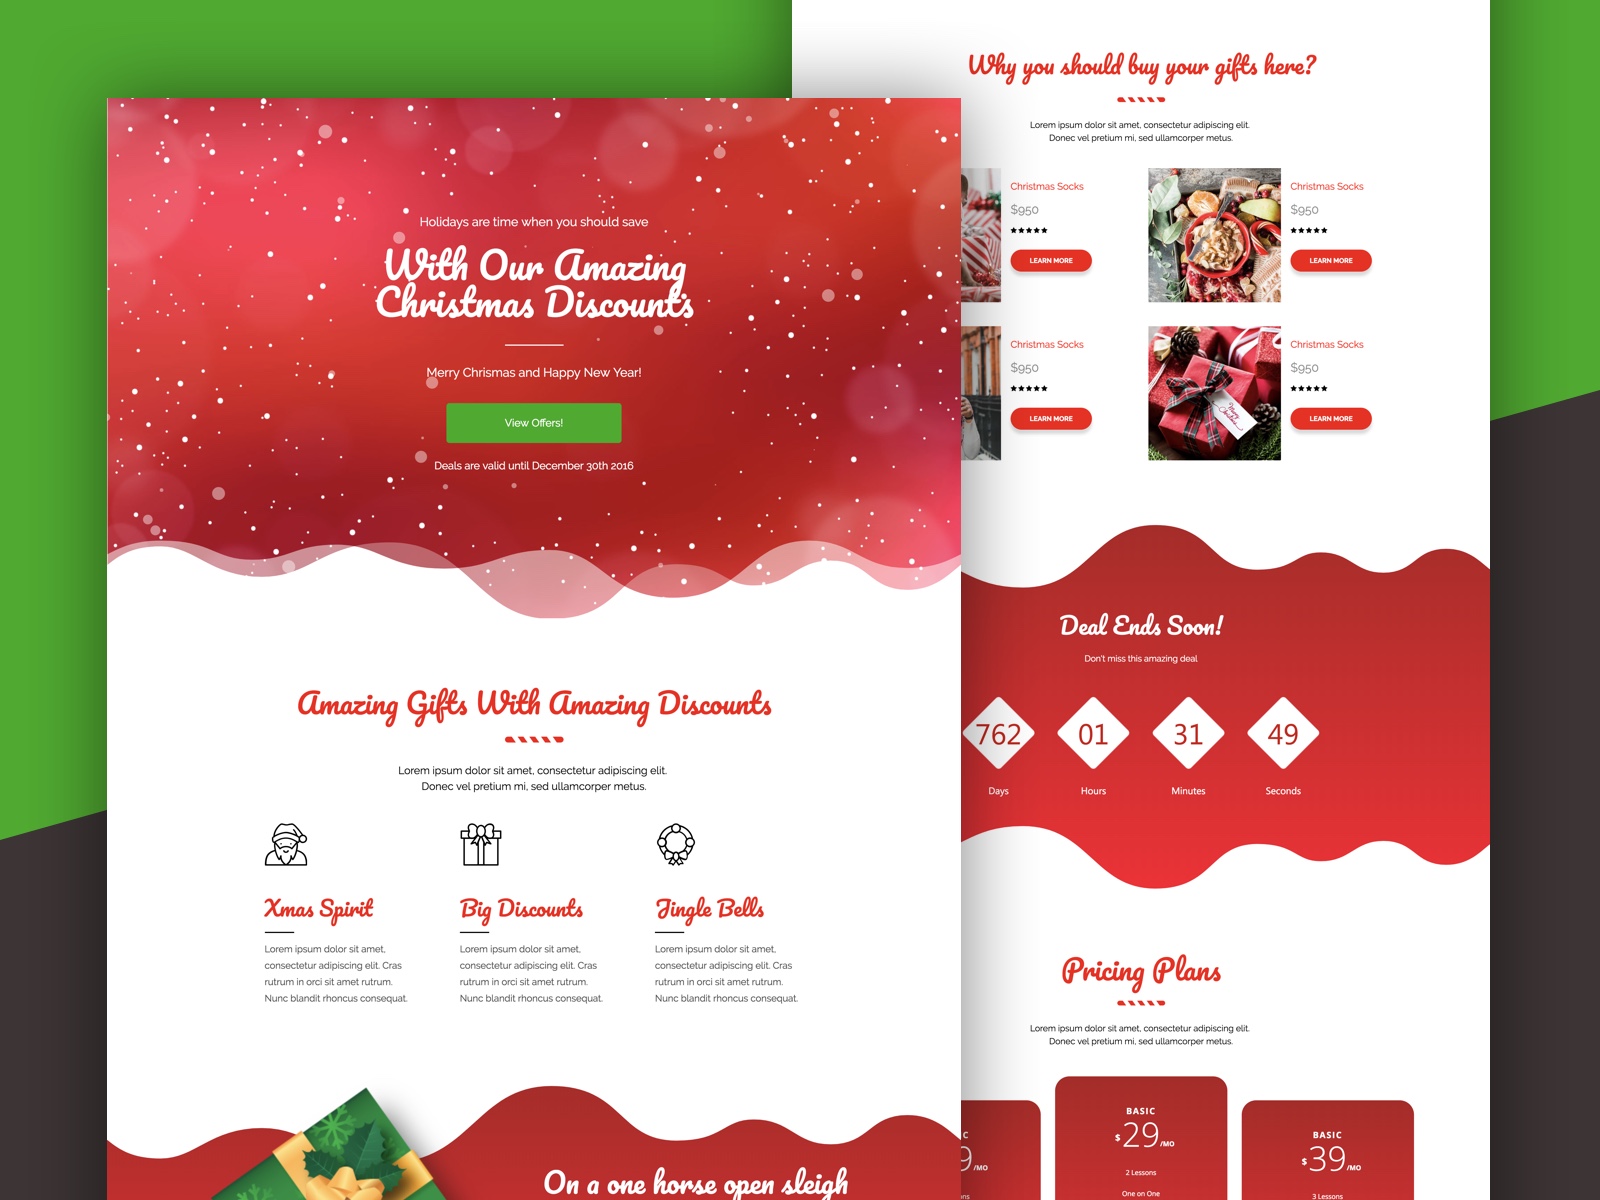 Holidays are time when you should save
With Our Amazing
Christmas Discounts
Merry Chrismas and Happy New Year!
View Offers!
Deals are valid until December 30th 2016
Amazing Gifts With Amazing Discounts
Lorem ipsum dolor sit amet, consectetur adipiscing elit.
Donec vel pretium mi, sed ullamcorper metus.
Xmas Spirit
Lorem ipsum dolor sit amet,
consectetur adipiscing elit. Cras
rutrum in orci sit amet rutrum.
Nunc blandit rhoncus consequat.
Big Discounts
Lorem ipsum dolor sit amet,
consectetur adipiscing elit. Cras
rutrum in orci sit amet rutrum.
Nunc blandit rhoncus consequat.
Jingle Bells
Lorem ipsum dolor sit amet,
consectetur adipiscing elit. Cras
rutrum in orci sit amet rutrum.
Nunc blandit rhoncus consequat.
On a one horse open sleigh
Why you should buy your gifts here?
Lorem ipsum dolor sit amet, consectetur adipiscing elit.
Donec vel pretium mi, sed ullamcorper metus.
Christmas Socks
$950
LEARN MORE
Christmas Socks
$950
LEARN MORE
Christmas Socks
$950
LEARN MORE
Merry
Christmas
Christmas Socks
$950
LEARN MORE
Deal Ends Soon!
Don't miss this amazing deal
762 01 31 49
Days Hours Minutes Seconds
Pricing Plans
Lorem ipsum dolor sit amet, consectetur adipiscing elit.
Donec vel pretium mi, sed ullamcorper metus.
C
9/MO
ons
BASIC
$29/MO
2 Lessons
One on One
BASIC
$39/MO
3 Lessons